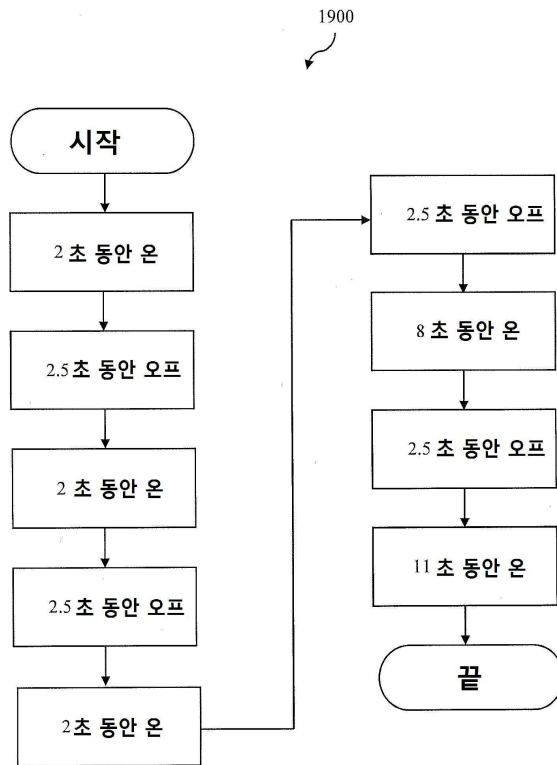 1900
시작
2 초 동안 온
2.5 초 동안 오프
2 초 동안 온
2.5 초 동안 오프
2 초 동안 온
2.5 초 동안 오프
8 초 동안 온
2.5 초 동안 오프
11 초 동안 온
끝